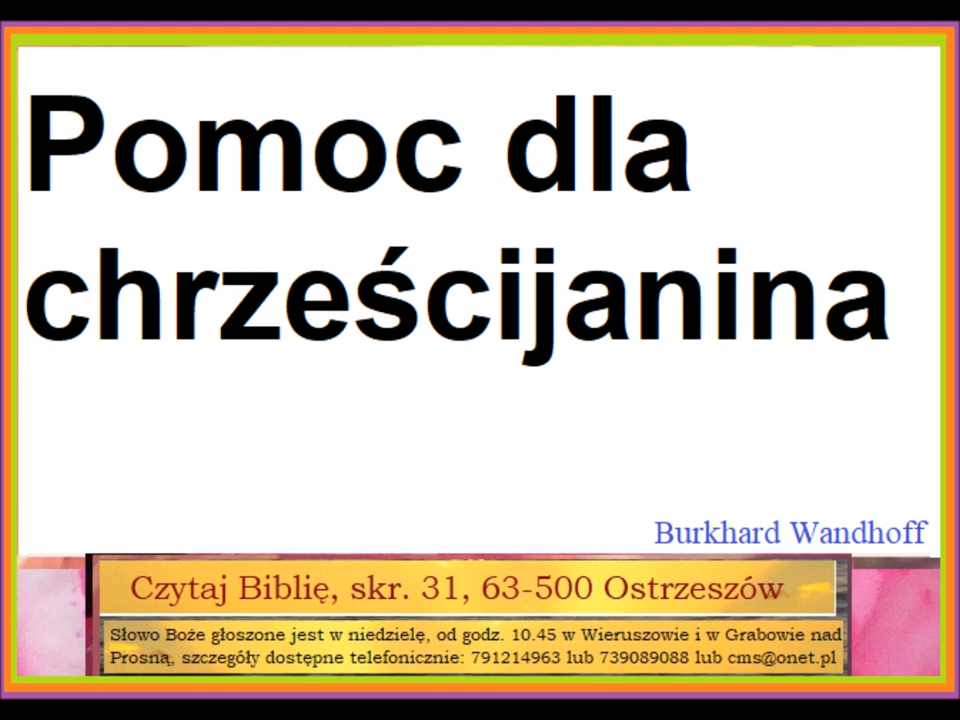 Pomoc dla
chrześcijanina
Burkhard Wandhoff
Czytaj Biblię, skr. 31, 63-500 Ostrzeszów
Słowo Boże głoszone jest w niedzielę, od godz. 10.45 w Wieruszowie i w Grabowie nad
Prosną, szczegóły dostępne telefonicznie: 791214963 lub 739089088 lub cms@onet.pl